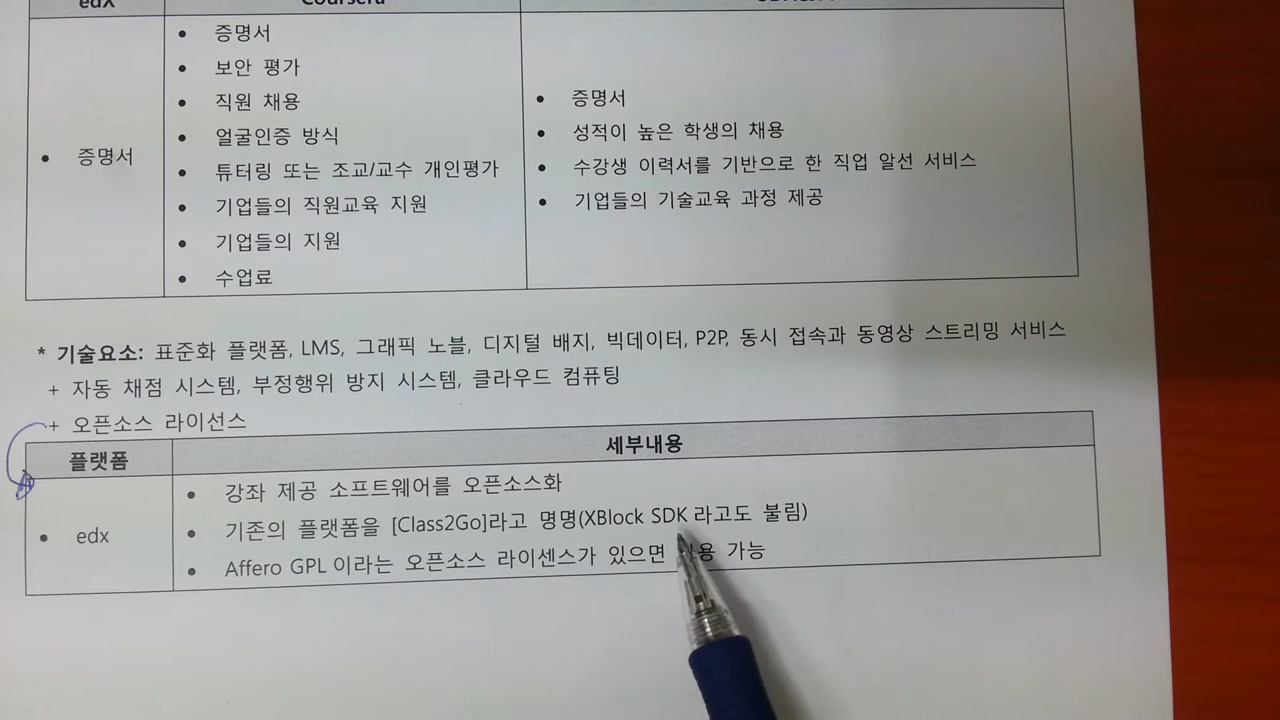 edX
Coursera
증명서
증명서
보안 평가
직원 채용
얼굴인증 방식
튜터링 또는 조교/교수 개인평가
기업들의 직원교육 지원
기업들의 지원
수업료
증명서
성적이 높은 학생의 채용
수강생 이력서를 기반으로 한 직업 알선 서비스
기업들의 기술교육 과정 제공
* 기술요소: 표준화 플랫폼, LMS, 그래픽 노블, 디지털 배지, 빅데이터, P2P, 동시 접속과 동영상 스트리밍 서비스
+ 자동 채점 시스템, 부정행위 방지 시스템, 클라우드 컴퓨팅
+ 오픈소스 라이선스
플랫폼
세부내용
edx
강좌 제공 소프트웨어를 오픈소스화
기존의 플랫폼을 [Class2Go]라고 명명(XBlock SDK라고도 불림)
Affero GPL이라는 오픈소스 라이센스가 있으면 가능